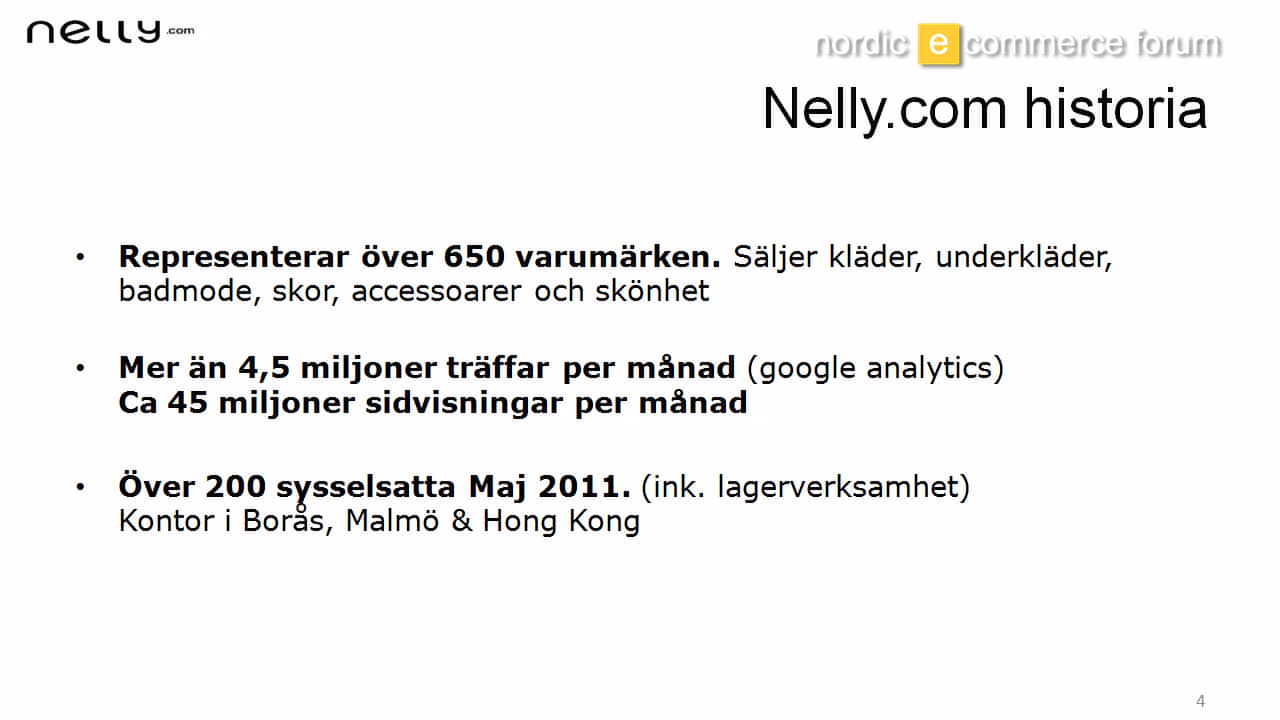 nelly.com
nordic e commerce forum
Nelly.com historia
• Representerar över 650 varumärken. Säljer kläder, underkläder,
badmode, skor, accessoarer och skönhet
• Mer än 4,5 miljoner träffar per månad (google analytics)
Ca 45 miljoner sidvisningar per månad
• Över 200 sysselsatta Maj 2011. (ink. lagerverksamhet)
Kontor i Borås, Malmö & Hong Kong
4